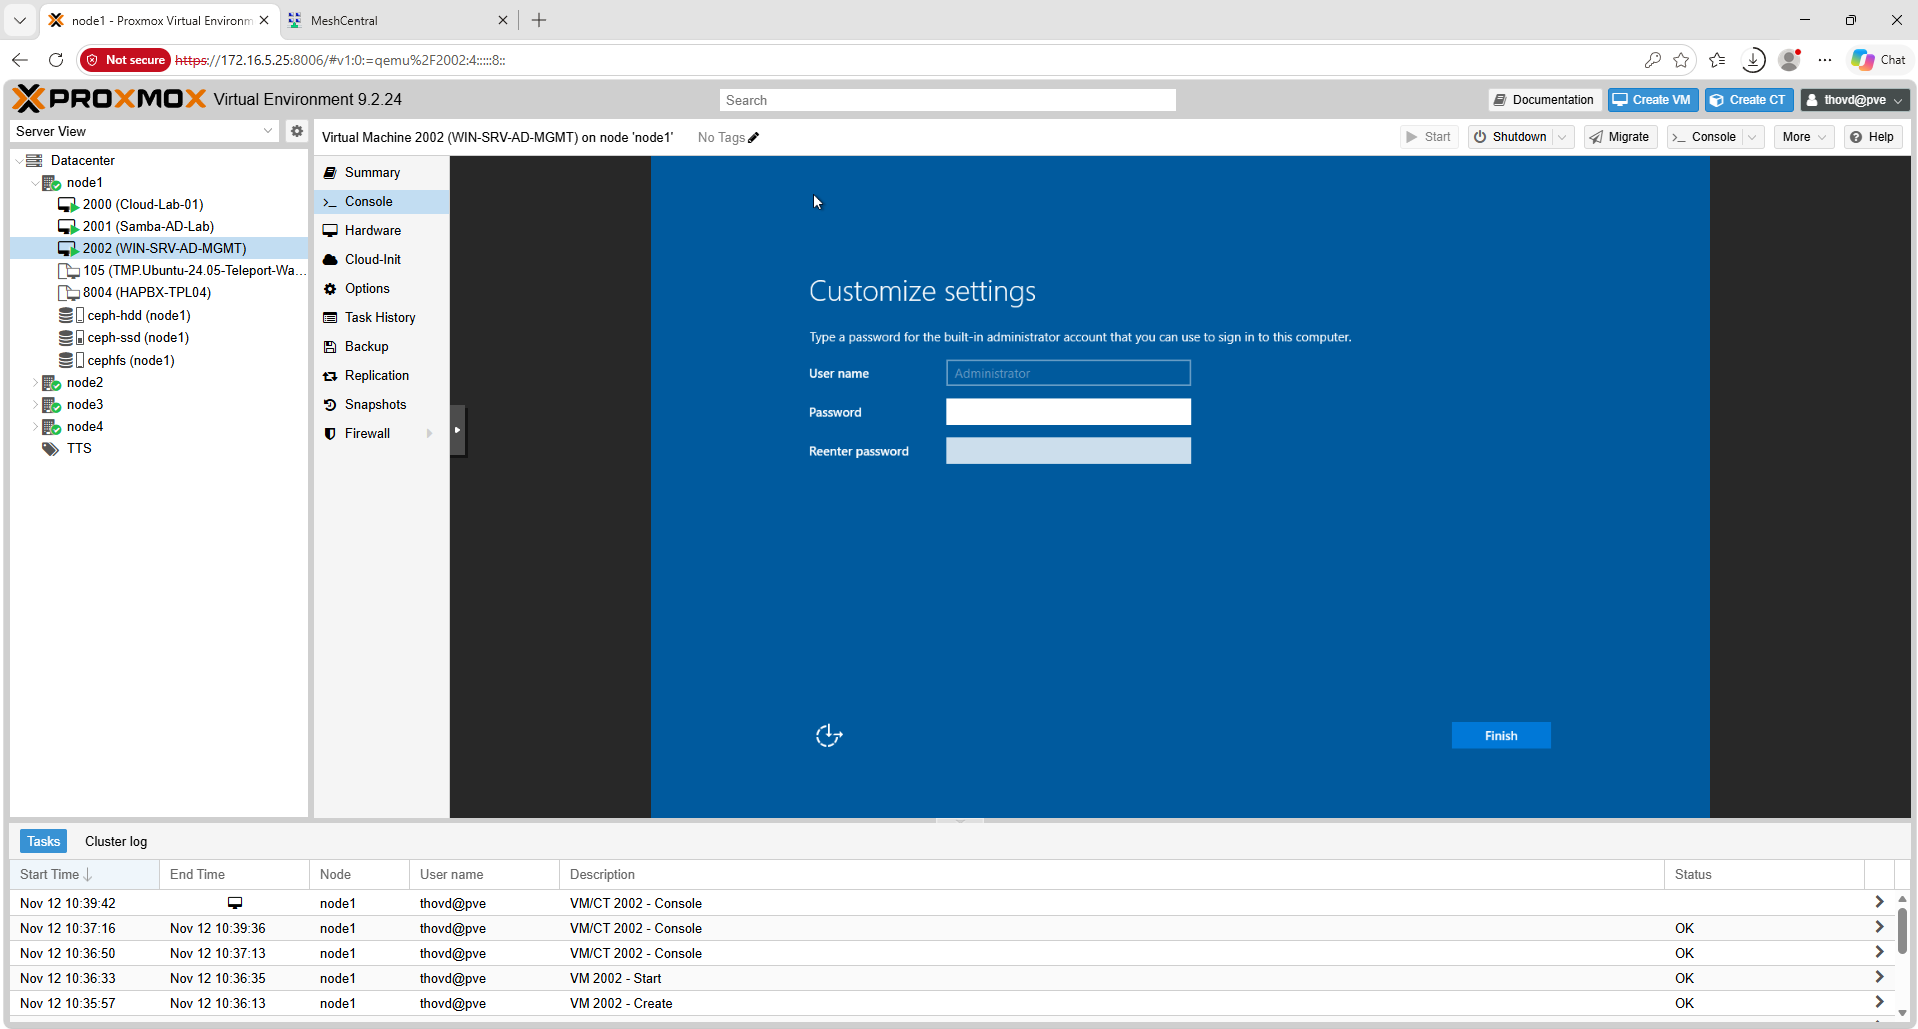 node1 - Proxmox Virtual Environm
MeshCentral
Not secure https://172.16.5.25:8006/#v1:0:=qemu%2F2002:4:::::8::
Chat
PROXMOX Virtual Environment 9.2.24
Search
Documentation
Create VM
Create CT
thovd@pve
Server View
Virtual Machine 2002 (WIN-SRV-AD-MGMT) on node 'node1'
No Tags
Start
Shutdown
Migrate
Console
More
Help
Datacenter
node1
2000 (Cloud-Lab-01)
2001 (Samba-AD-Lab)
2002 (WIN-SRV-AD-MGMT)
105 (TMP.Ubuntu-24.05-Teleport-Wa...
8004 (HAPBX-TPL04)
ceph-hdd (node1)
ceph-ssd (node1)
cephfs (node1)
node2
node3
node4
TTS
Summary
Console
Hardware
Cloud-Init
Options
Task History
Backup
Replication
Snapshots
Firewall
Customize settings
Type a password for the built-in administrator account that you can use to sign in to this computer.
User name
Administrator
Password
Reenter password
Finish
Tasks
Cluster log
Start Time End Time Node User name Description Status
Nov 12 10:39:42 node1 thovd@pve VM/CT 2002 - Console
Nov 12 10:37:16 Nov 12 10:39:36 node1 thovd@pve VM/CT 2002 - Console OK
Nov 12 10:36:50 Nov 12 10:37:13 node1 thovd@pve VM/CT 2002 - Console OK
Nov 12 10:36:33 Nov 12 10:36:35 node1 thovd@pve VM 2002 - Start OK
Nov 12 10:35:57 Nov 12 10:36:13 node1 thovd@pve VM 2002 - Create OK